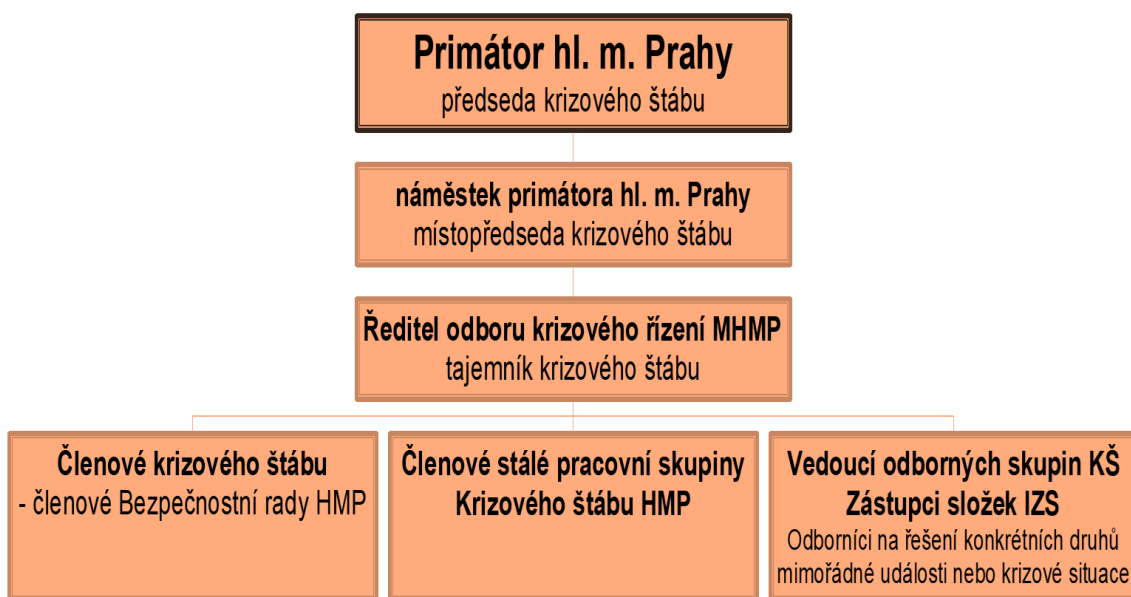 Primátor hl. m. Prahy
předseda krizového štábu
náměstek primátora hl. m. Prahy
místopředseda krizového štábu
Ředitel odboru krizového řízení MHMP
tajemník krizového štábu
Členové krizového štábu
- členové Bezpečnostní rady HMP
Členové stálé pracovní skupiny
Krizového štábu HMP
Vedoucí odborných skupin KŠ
Zástupci složek IZS
Odborníci na řešení konkrétních druhů
mimořádné události nebo krizové situace